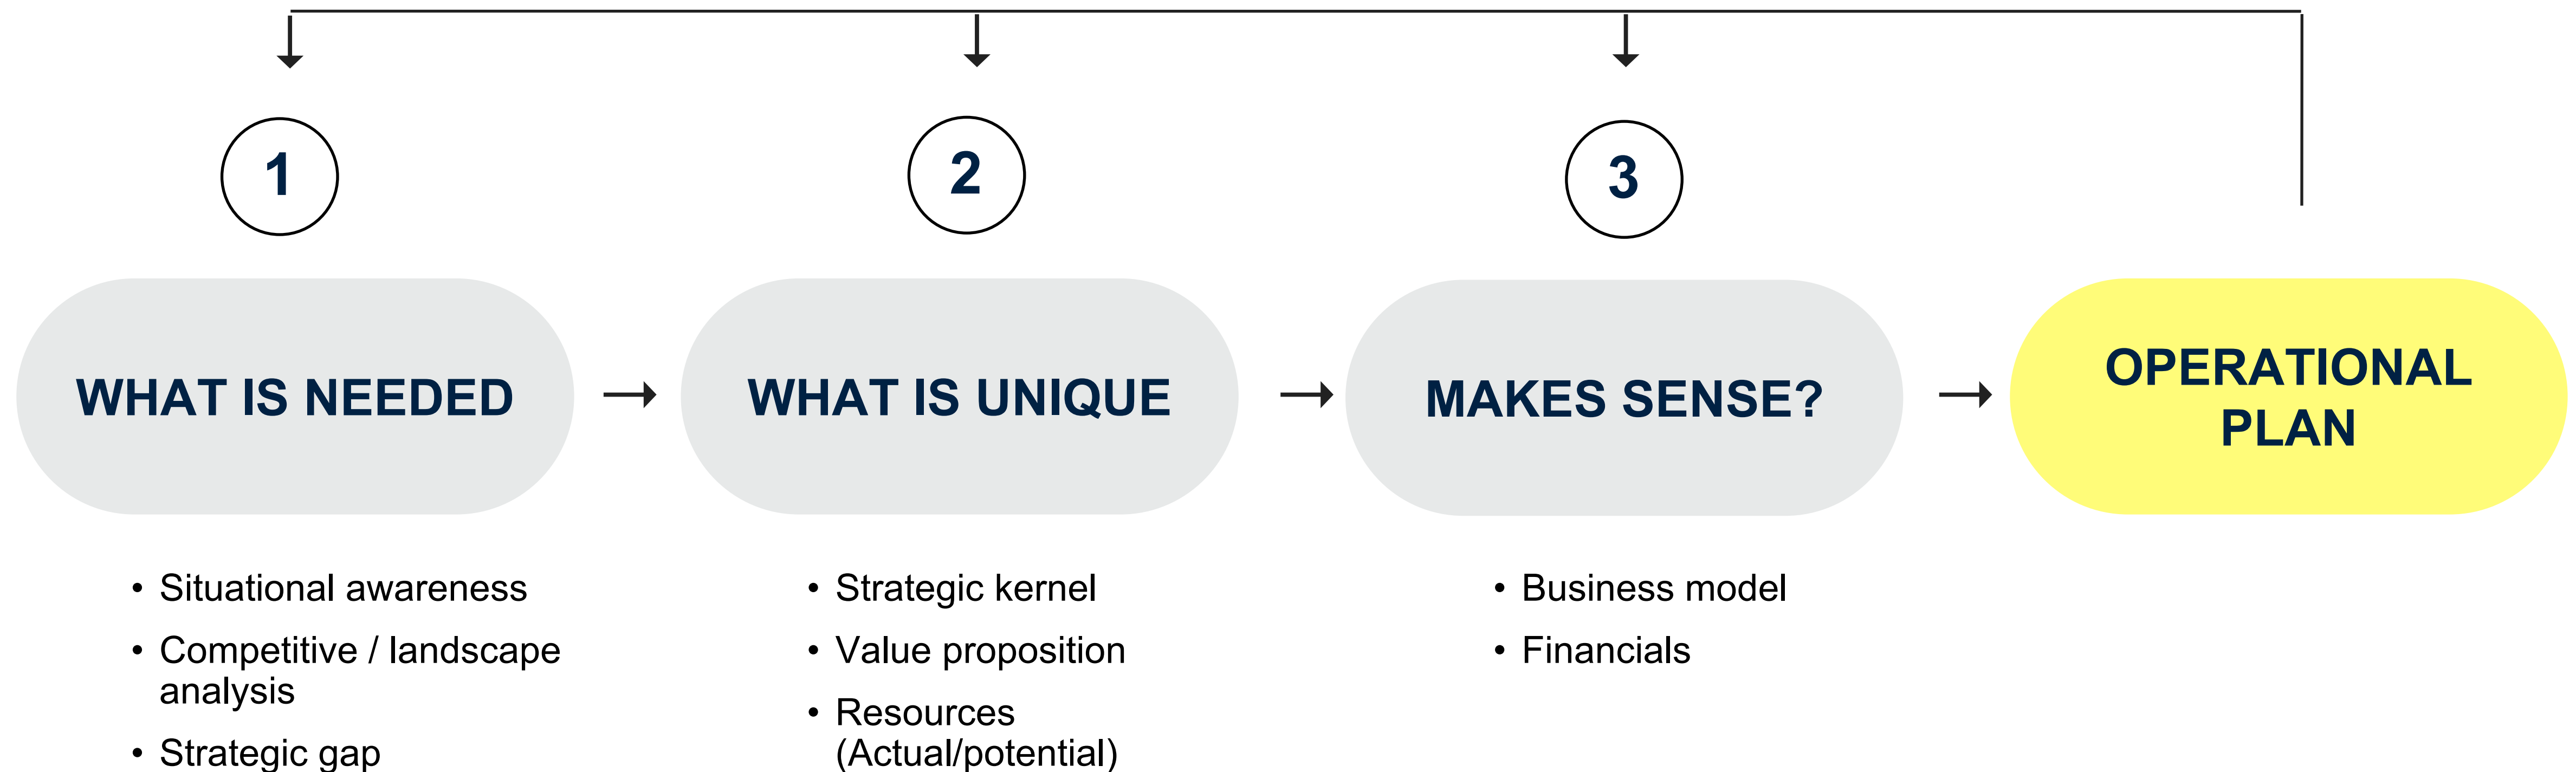 1
2
3
WHAT IS NEEDED
WHAT IS UNIQUE
MAKES SENSE?
OPERATIONAL
PLAN
• Situational awareness
• Competitive / landscape
analysis
• Strategic gap
• Strategic kernel
• Value proposition
• Resources
(Actual/potential)
• Business model
• Financials